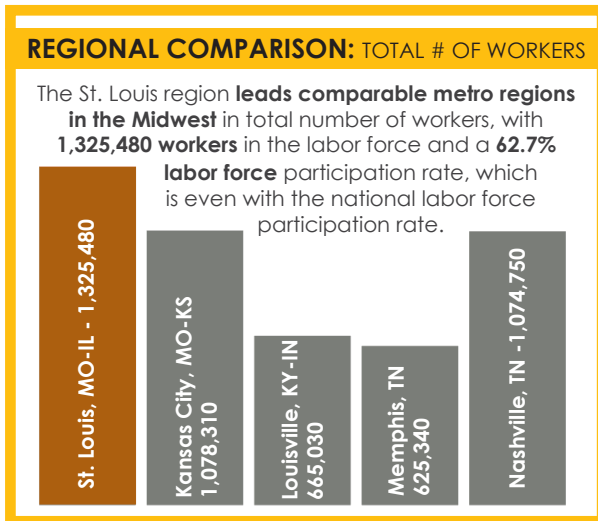 REGIONAL COMPARISON: TOTAL # OF WORKERS
The St. Louis region leads comparable metro regions
in the Midwest in total number of workers, with
1,325,480 workers in the labor force and a 62.7%
labor force participation rate, which
is even with the national labor force
participation rate.
St. Louis, MO-IL - 1,325,480
Kansas City, MO-KS
1,078,310
Louisville, KY-IN
665,030
Memphis, TN
625,340
Nashville, TN -1,074,750